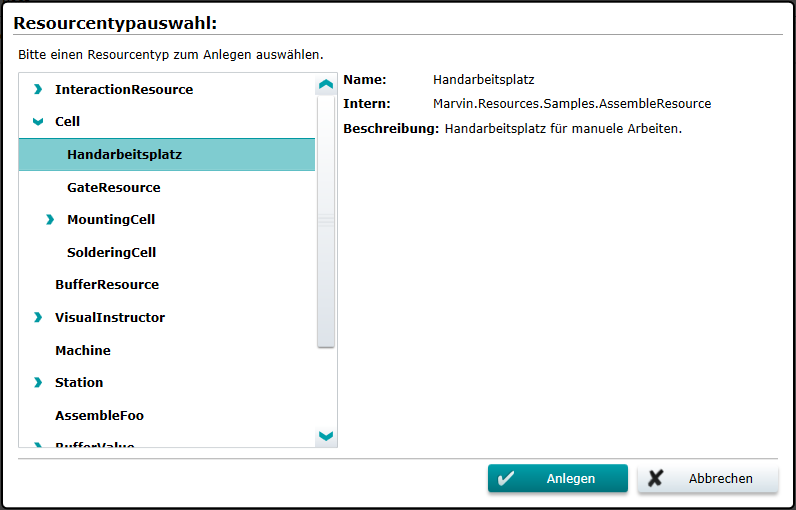 Resourcentypauswahl:
Bitte einen Resourcentyp zum Anlegen auswählen.
InteractionResource
Cell
Handarbeitsplatz
GateResource
MountingCell
SolderingCell
BufferResource
VisualInstructor
Machine
Station
AssembleFoo
BufferValue
Name: Handarbeitsplatz
Intern: Marvin.Resources.Samples.AssembleResource
Beschreibung: Handarbeitsplatz für manuele Arbeiten.
Anlegen
Abbrechen